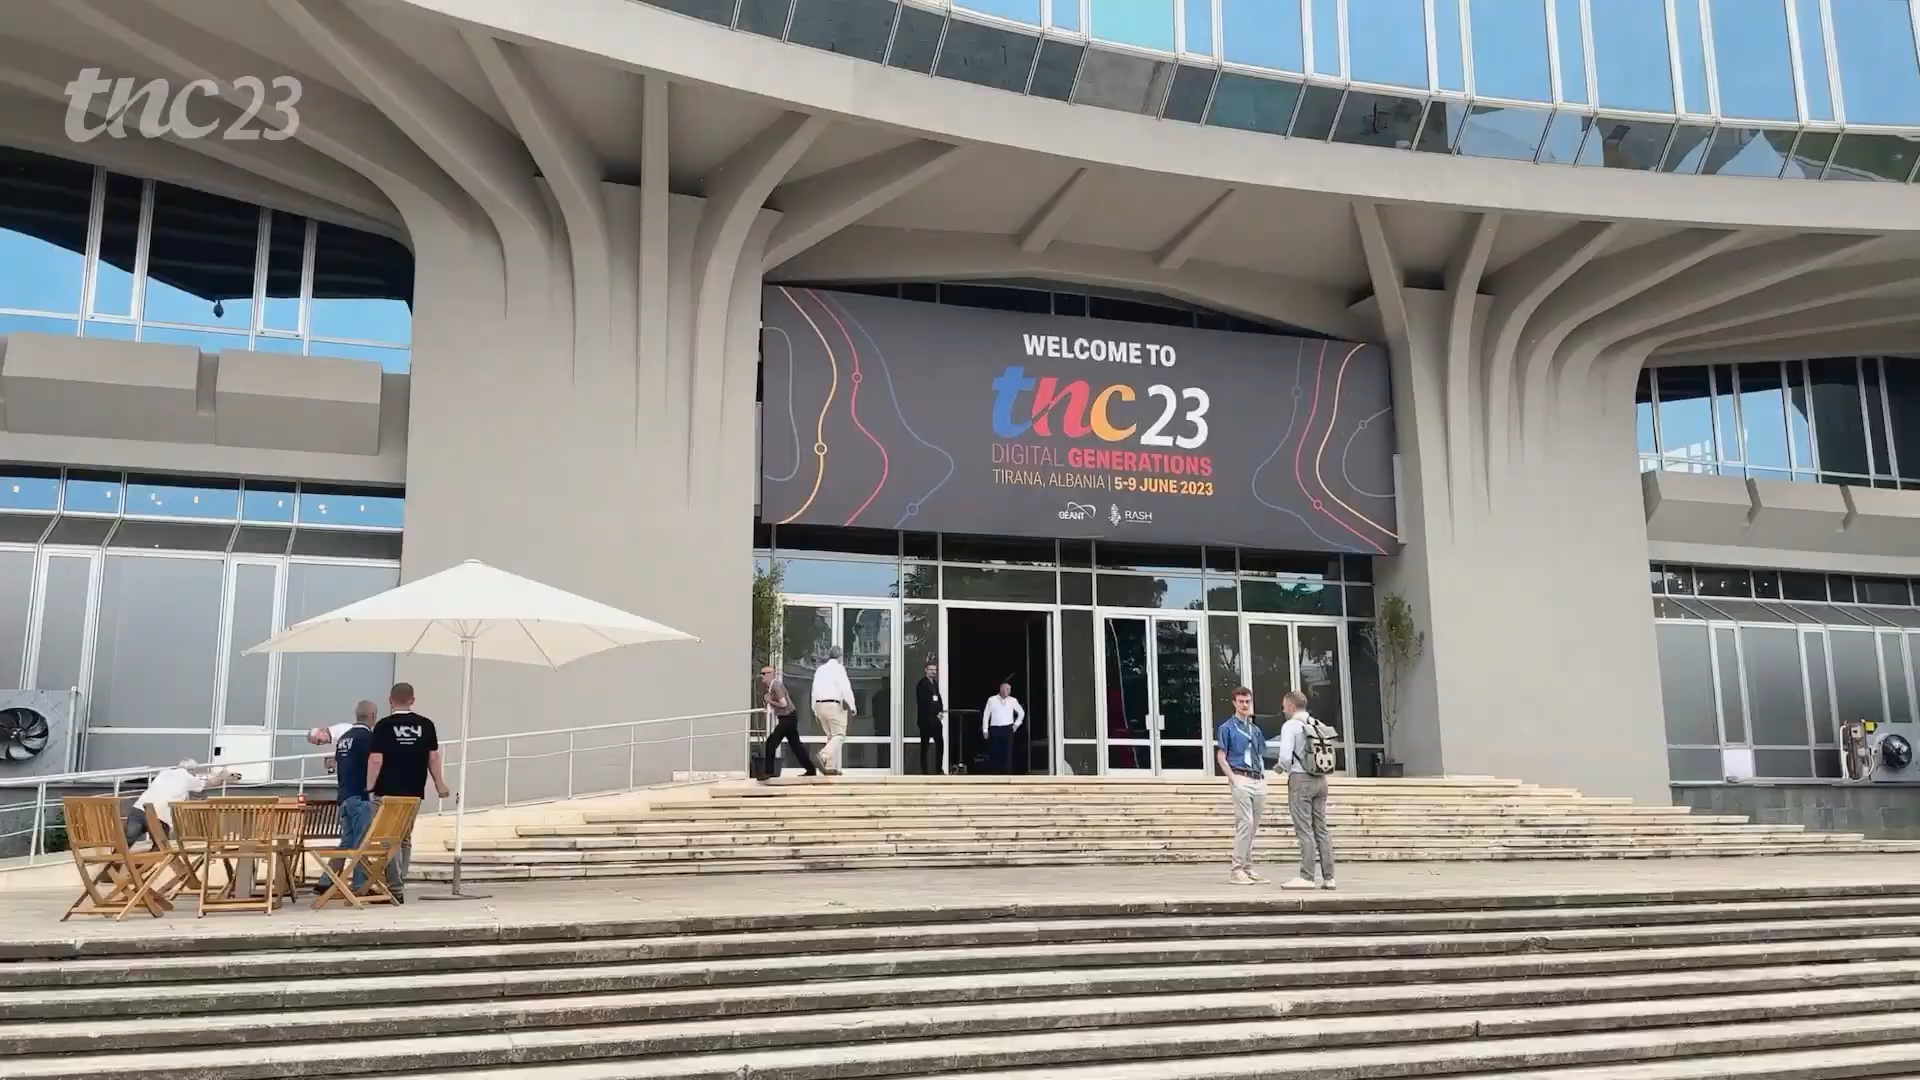 tnc23
WELCOME TO
tnc23
DIGITAL GENERATIONS
TIRANA, ALBANIA | 5-9 JUNE 2023
GÉANT
RASH